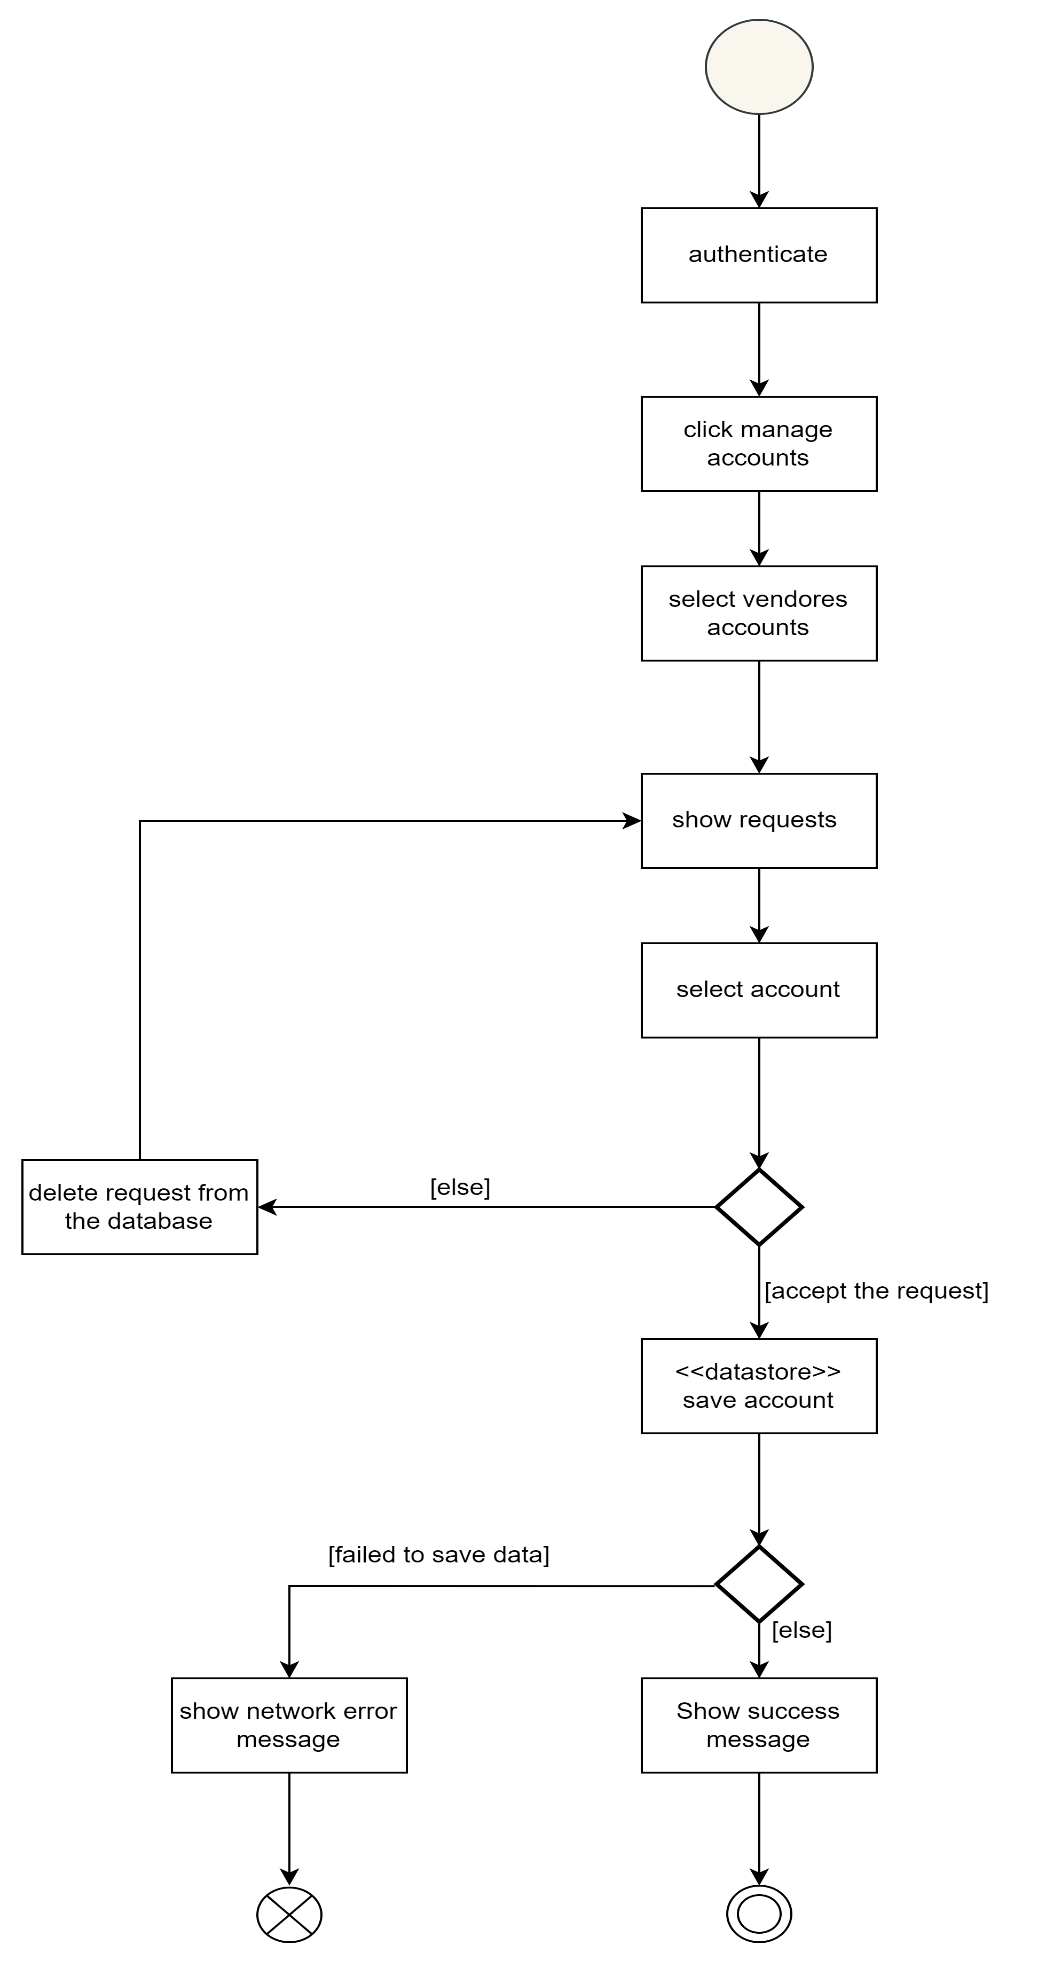 authenticate
click manage
accounts
select vendores
accounts
show requests
select account
[else]
delete request from
the database
[accept the request]
<<datastore>>
save account
[failed to save data]
[else]
show network error
message
Show success
message